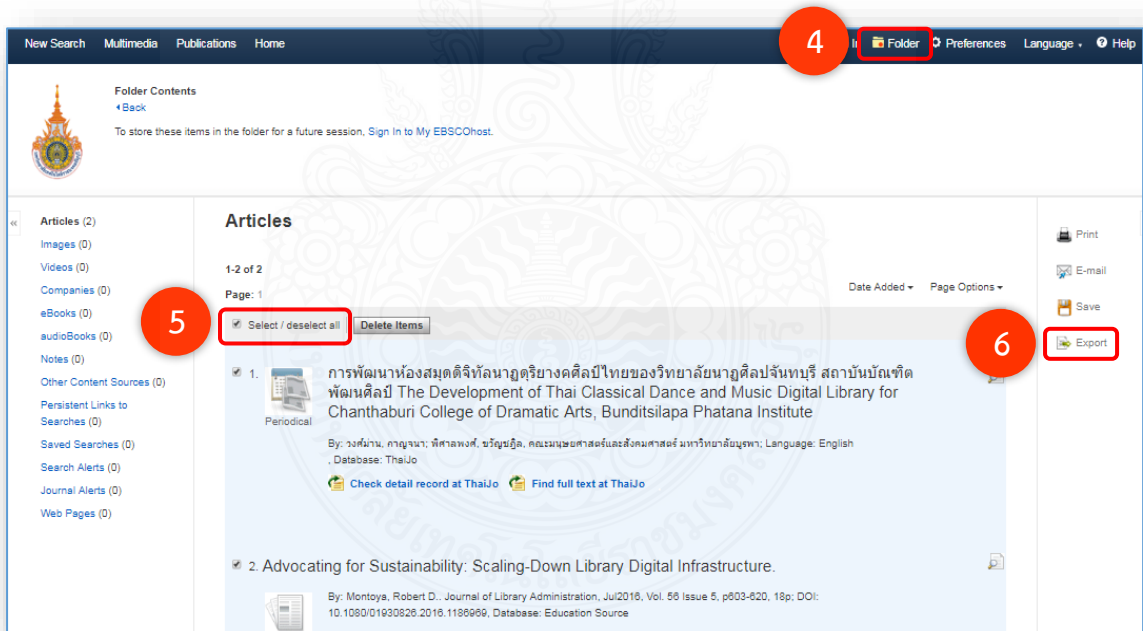 New Search Multimedia Publications Home
4
Folder Preferences Language Help
Folder Contents
Back
To store these items in the folder for a future session, Sign In to My EBSCOhost.
Articles (2)
Images (0)
Videos (0)
Companies (0)
eBooks (0)
audioBooks (0)
Notes (0)
Other Content Sources (0)
Persistent Links to
Searches (0)
Saved Searches (0)
Search Alerts (0)
Journal Alerts (0)
Web Pages (0)
Articles
1-2 of 2
Page: 1
Date Added Page Options
5
Select / deselect all Delete Items
1. การพัฒนาห้องสมุดดิจิทัลนาฏดุริยางคศิลป์ไทยของวิทยาลัยนาฏศิลปจันทบุรี สถาบันบัณฑิต
พัฒนศิลป์ The Development of Thai Classical Dance and Music Digital Library for
Chanthaburi College of Dramatic Arts, Bunditsilapa Phatana Institute
Periodical
By: วงศ์ม่าน, กาญจนา; พิศาลพงศ์, ขวัญชฎิล, คณะมนุษยศาสตร์และสังคมศาสตร์ มหาวิทยาลัยบูรพา; Language: English
, Database: ThaiJo
Check detail record at ThaiJo Find full text at ThaiJo
2. Advocating for Sustainability: Scaling-Down Library Digital Infrastructure.
By: Montoya, Robert D.. Journal of Library Administration, Jul2016, Vol. 56 Issue 5, p603-620, 18p; DOI:
10.1080/01930826.2016.1186969, Database: Education Source
Print
E-mail
Save
6
Export